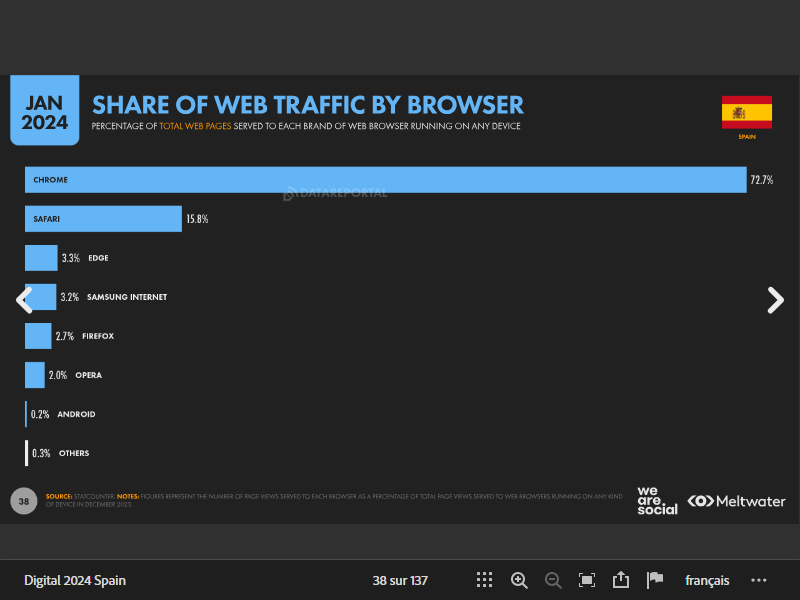 JAN
2024
SHARE OF WEB TRAFFIC BY BROWSER
PERCENTAGE OF TOTAL WEB PAGES SERVED TO EACH BRAND OF WEB BROWSER RUNNING ON ANY DEVICE
SPAIN
CHROME 72.7%
DATAREPORTAL
SAFARI 15.8%
3.3% EDGE
3.2% SAMSUNG INTERNET
2.7% FIREFOX
2.0% OPERA
0.2% ANDROID
0.3% OTHERS
38
SOURCE: STATCOUNTER. NOTES: FIGURES REPRESENT THE NUMBER OF PAGE VIEWS SERVED TO EACH BROWSER AS A PERCENTAGE OF TOTAL PAGE VIEWS SERVED TO WEB BROWSERS RUNNING ON ANY KIND
OF DEVICE IN DECEMBER 2023.
we
are
social
Meltwater
Digital 2024 Spain
38 sur 137
français